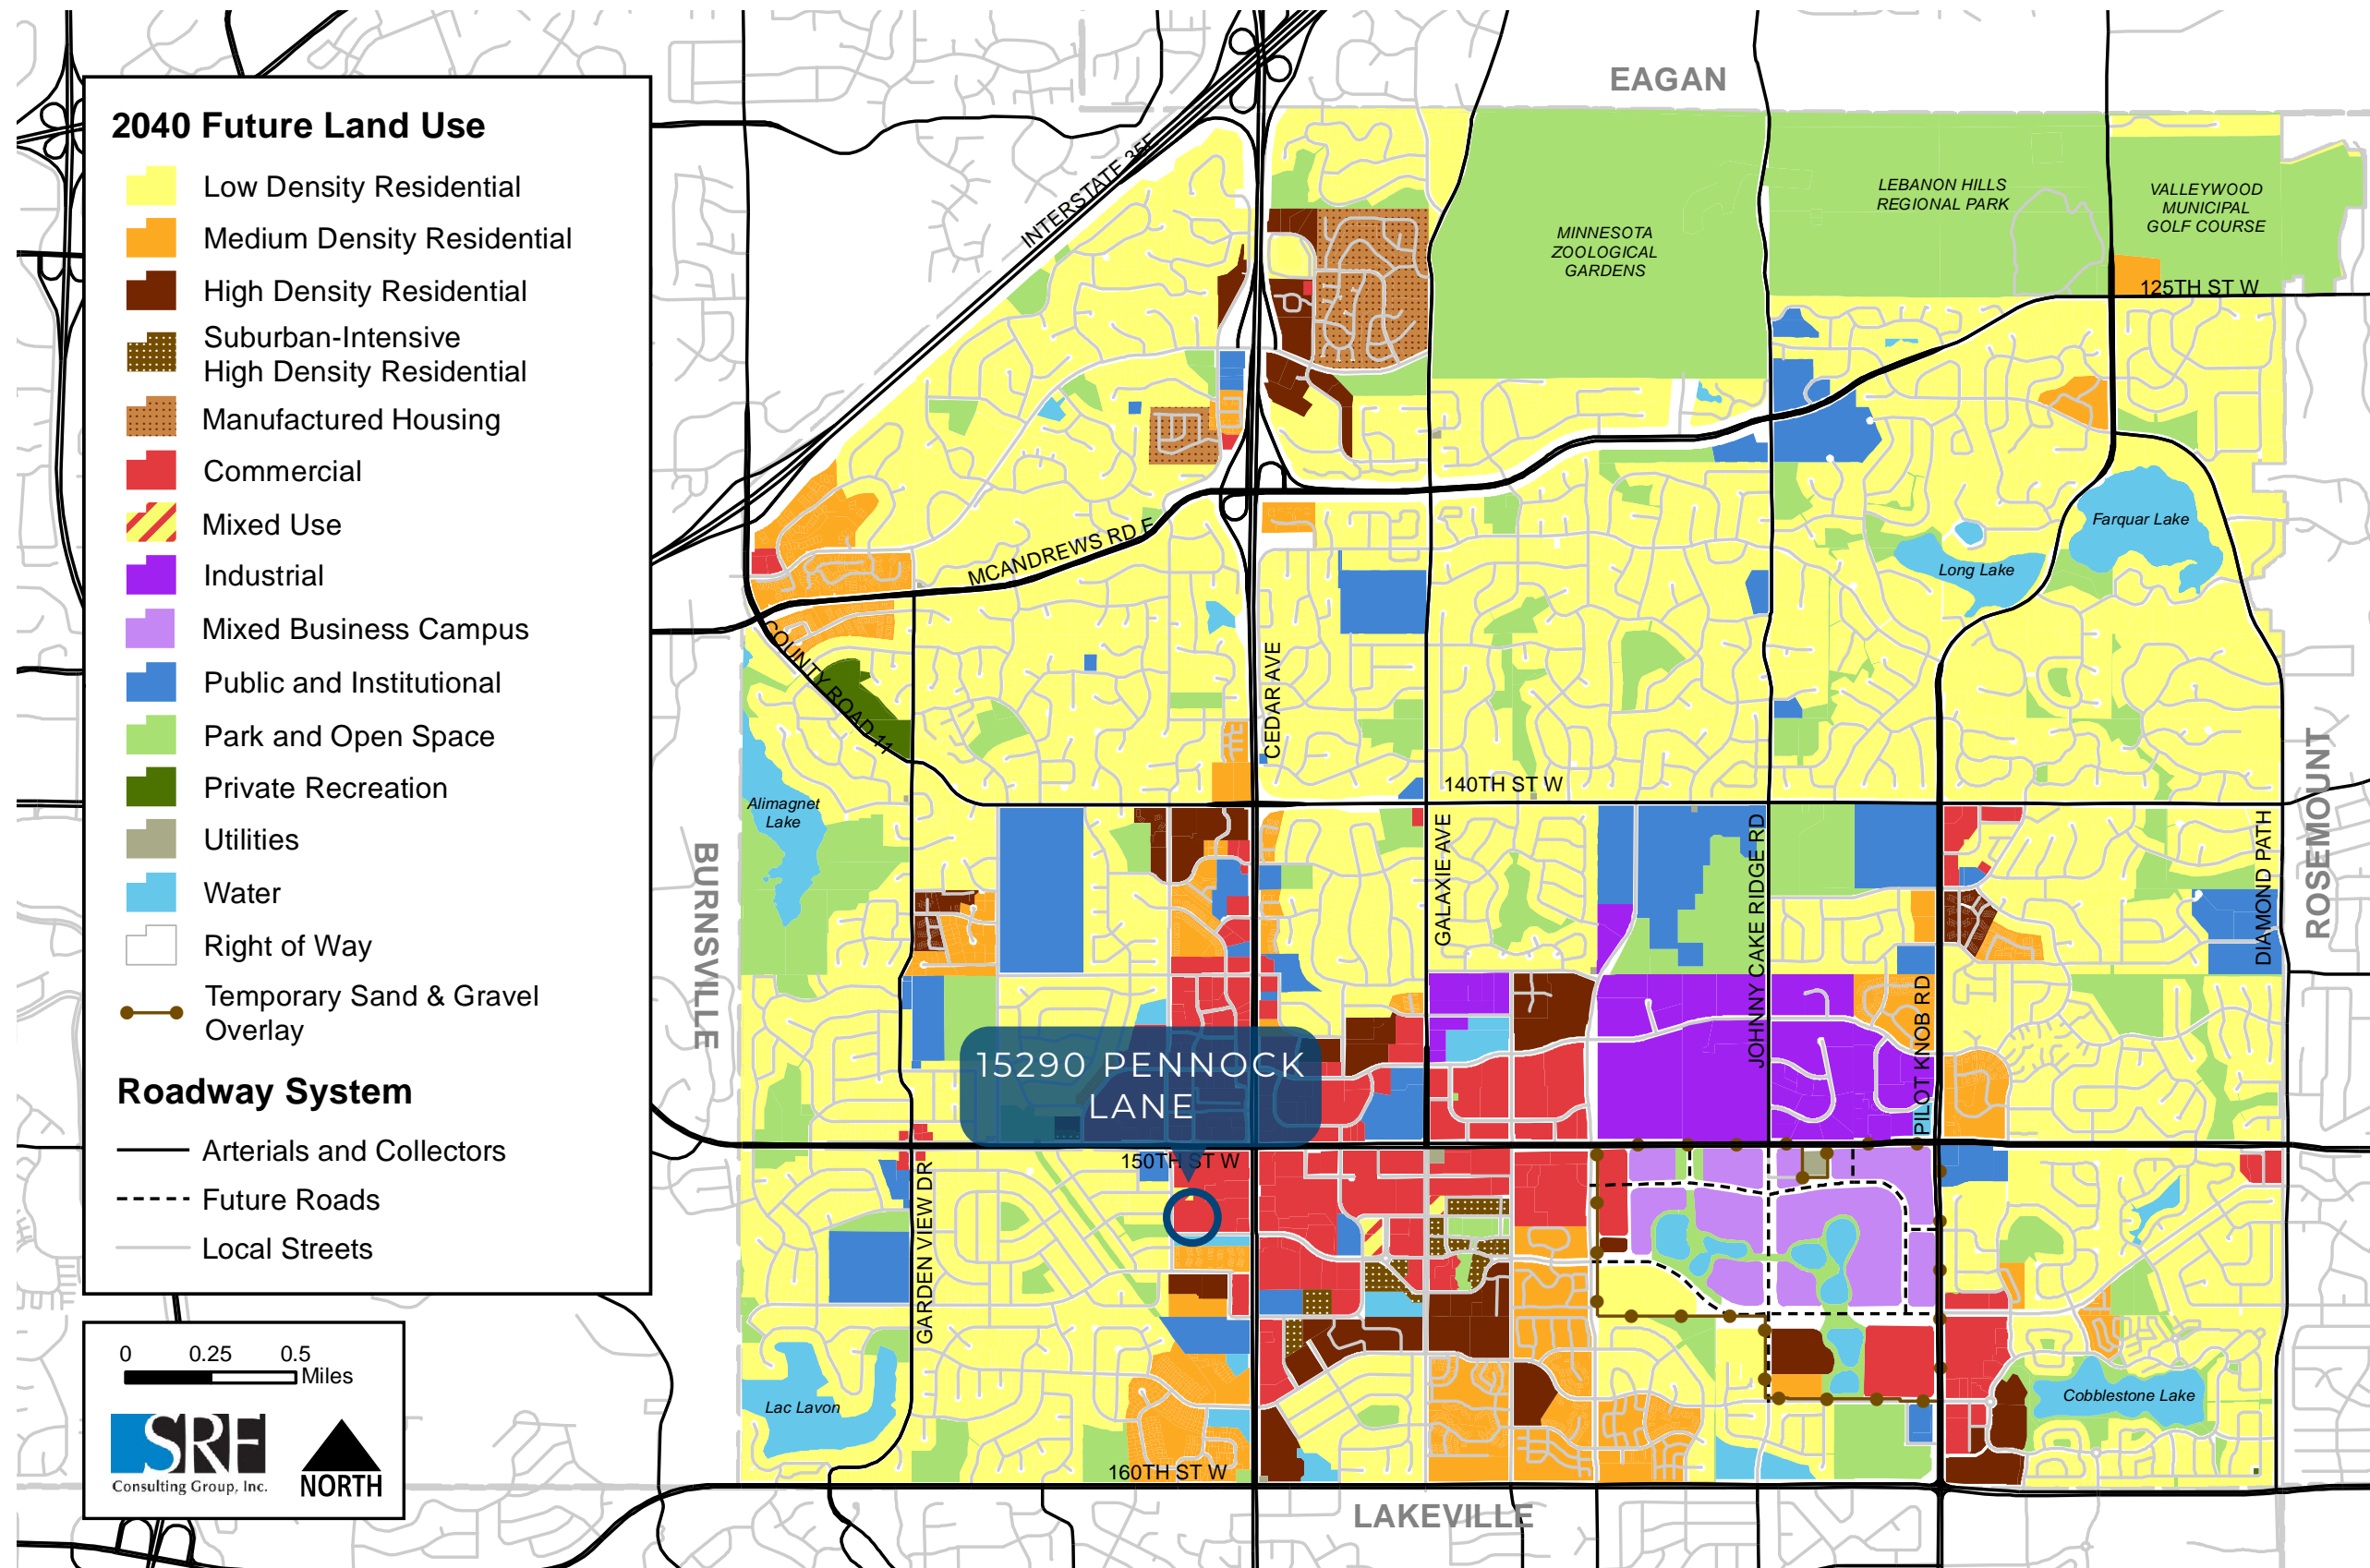 EAGAN
2040 Future Land Use
Low Density Residential
Medium Density Residential
High Density Residential
Suburban-Intensive
High Density Residential
Manufactured Housing
Commercial
Mixed Use
Industrial
Mixed Business Campus
Public and Institutional
Park and Open Space
Private Recreation
Utilities
Water
Right of Way
Temporary Sand & Gravel
Overlay
Roadway System
Arterials and Collectors
Future Roads
Local Streets
0 0.25 0.5
Miles
SRF
Consulting Group, Inc.
NORTH
INTERSTATE 35E
MINNESOTA
ZOOLOGICAL
GARDENS
LEBANON HILLS
REGIONAL PARK
VALLEYWOOD
MUNICIPAL
GOLF COURSE
125TH ST W
MCANDREWS RD E
COUNTY ROAD 11
Farquar Lake
Long Lake
CEDAR AVE
140TH ST W
Alimagnet
Lake
BURNSVILLE
GALAXIE AVE
JOHNNY CAKE RIDGE RD
PILOT KNOB RD
DIAMOND PATH
ROSEMOUNT
15290 PENNOCK
LANE
150TH ST W
GARDEN VIEW DR
Lac Lavon
Cobblestone Lake
160TH ST W
LAKEVILLE